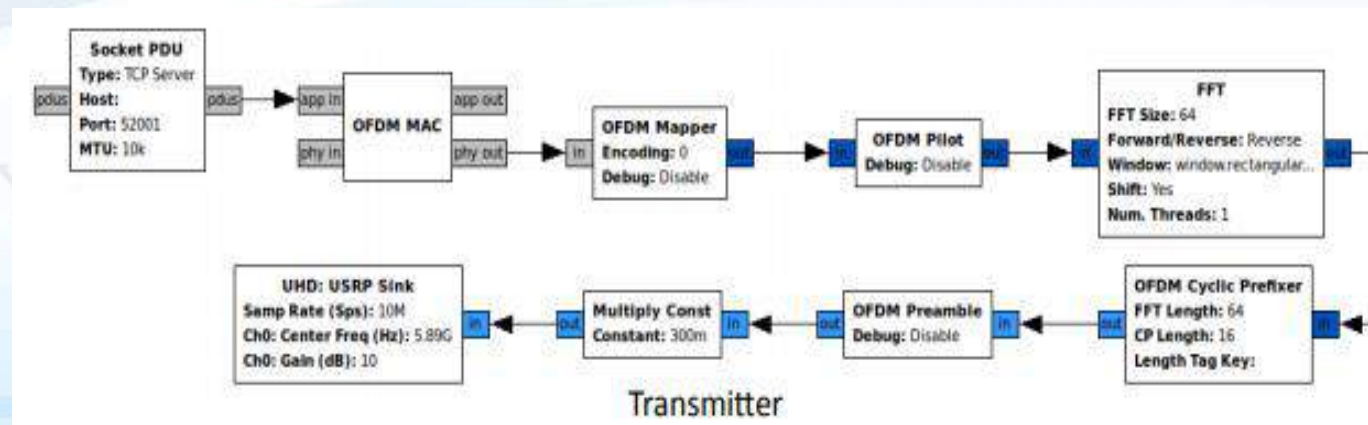 Socket PDU
Type: TCP Server
Host:
Port: 52001
MTU: 10k
pdus
pdus
app in
app out
OFDM MAC
phy in
phy out
OFDM Mapper
Encoding: 0
Debug: Disable
in
out
OFDM Pilot
Debug: Disable
in
out
FFT
FFT Size: 64
Forward/Reverse: Reverse
Window: window.rectangular...
Shift: Yes
Num. Threads: 1
in
out
UHD: USRP Sink
Samp Rate (Sps): 10M
Ch0: Center Freq (Hz): 5.89G
Ch0: Gain (dB): 10
in
Multiply Const
Constant: 300m
out
in
OFDM Preamble
Debug: Disable
out
in
OFDM Cyclic Prefixer
FFT Length: 64
CP Length: 16
Length Tag Key:
out
in
Transmitter